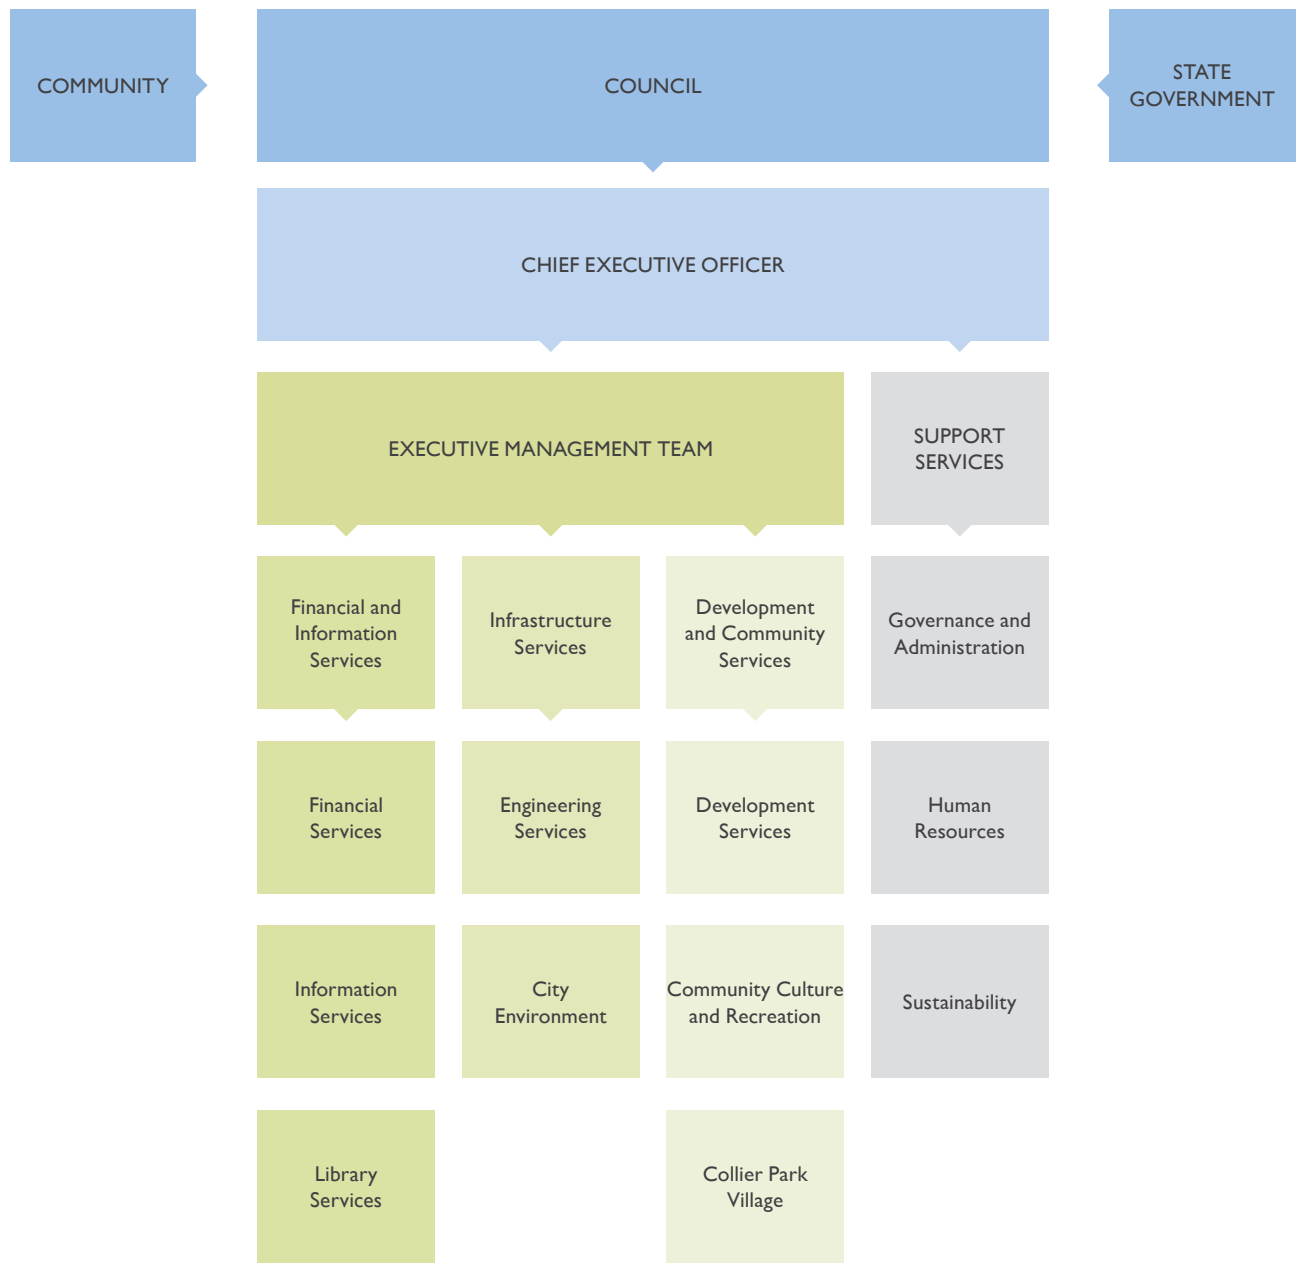 COMMUNITY
COUNCIL
STATE
GOVERNMENT
CHIEF EXECUTIVE OFFICER
EXECUTIVE MANAGEMENT TEAM
SUPPORT
SERVICES
Financial and
Information
Services
Infrastructure
Services
Development
and Community
Services
Governance and
Administration
Financial
Services
Engineering
Services
Development
Services
Human
Resources
Information
Services
City
Environment
Community Culture
and Recreation
Sustainability
Library
Services
Collier Park
Village